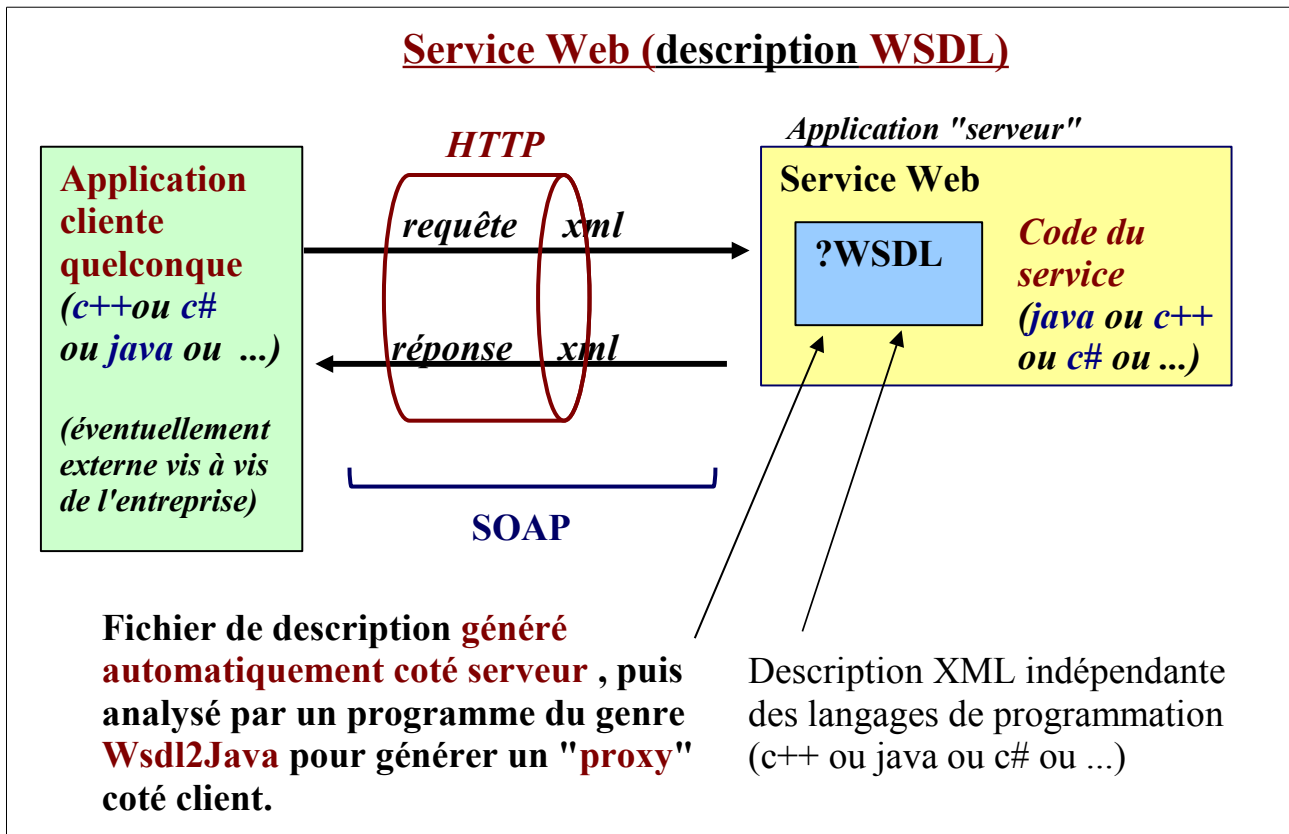 Service Web (description WSDL)
Application "serveur"
HTTP
Application
cliente
quelconque
(c++ou c#
ou java ou ...)
(éventuellement
externe vis à vis
de l'entreprise)
requête xml
réponse xml
SOAP
Service Web
?WSDL
Code du
service
(java ou c++
ou c# ou ...)
Fichier de description généré
automatiquement coté serveur , puis
analysé par un programme du genre
Wsdl2Java pour générer un "proxy"
coté client.
Description XML indépendante
des langages de programmation
(c++ ou java ou c# ou ...)